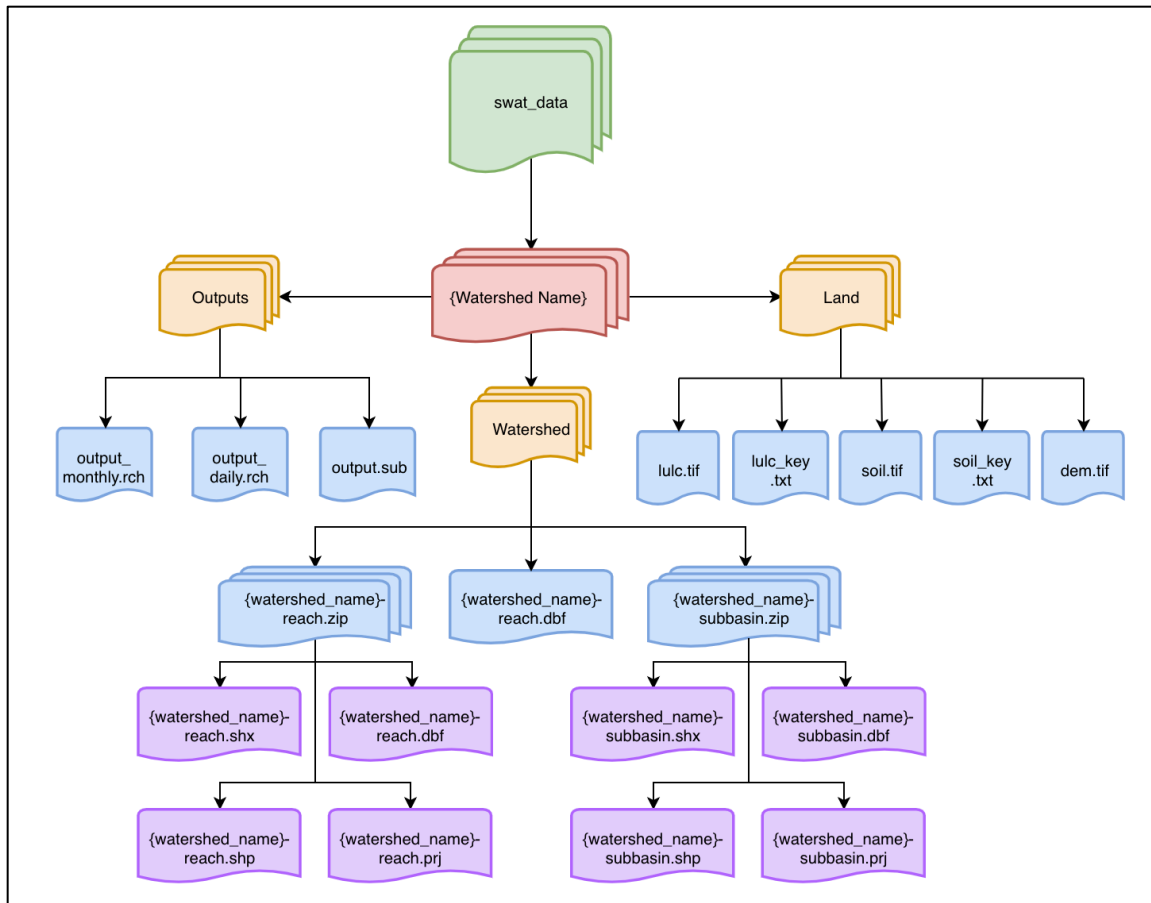 swat_data
Outputs
{Watershed Name}
Land
Watershed
output_
monthly.rch
output_
daily.rch
output.sub
lulc.tif
lulc_key
.txt
soil.tif
soil_key
.txt
dem.tif
{watershed_name}-
reach.zip
{watershed_name}-
reach.dbf
{watershed_name}-
subbasin.zip
{watershed_name}-
reach.shx
{watershed_name}-
reach.dbf
{watershed_name}-
subbasin.shx
{watershed_name}-
subbasin.dbf
{watershed_name}-
reach.shp
{watershed_name}-
reach.prj
{watershed_name}-
subbasin.shp
{watershed_name}-
subbasin.prj